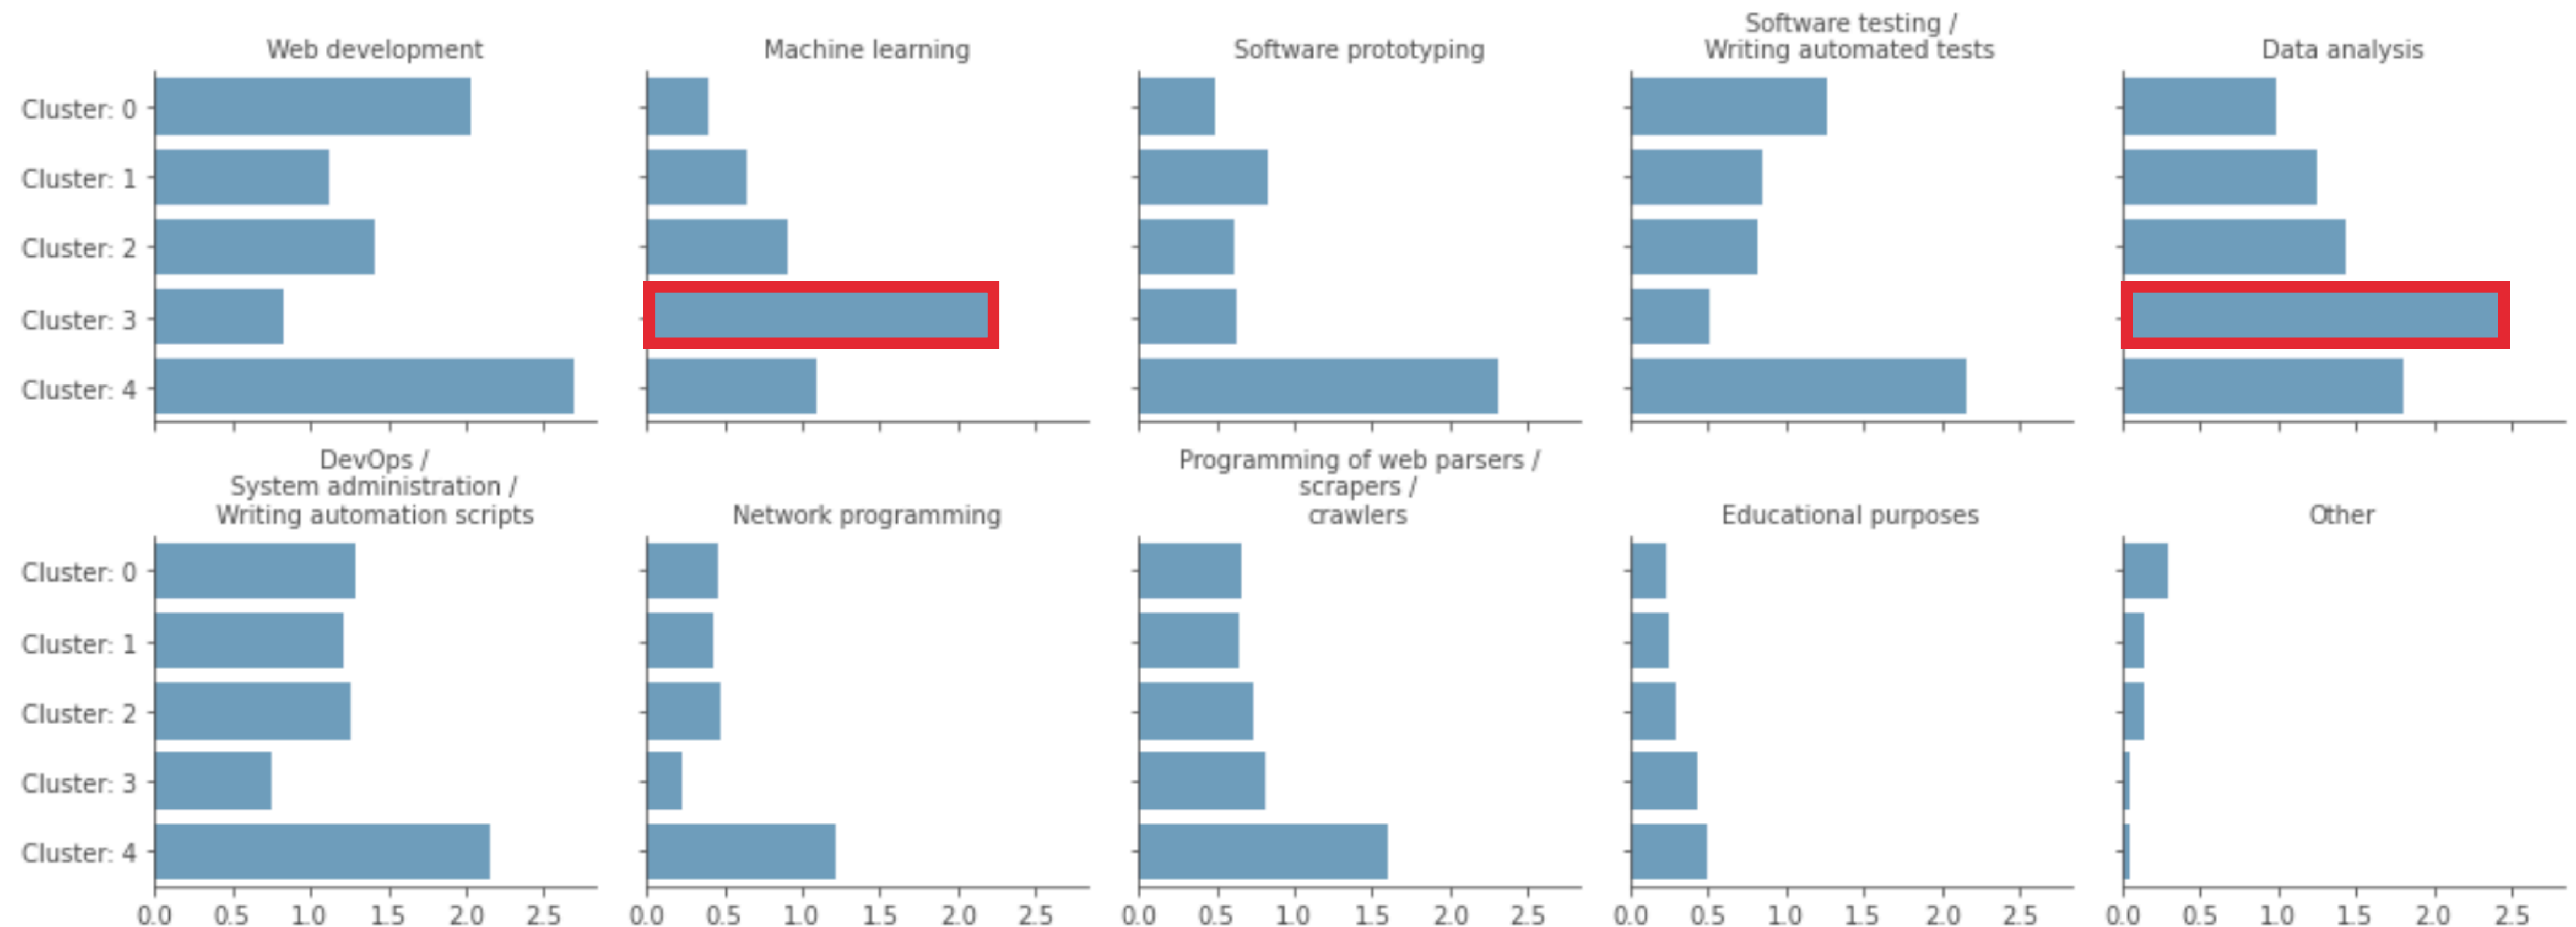 Web development
Machine learning
Software prototyping
Software testing /
Writing automated tests
Data analysis
Cluster: 0
Cluster: 1
Cluster: 2
Cluster: 3
Cluster: 4
DevOps /
System administration /
Writing automation scripts
Network programming
Programming of web parsers /
scrapers /
crawlers
Educational purposes
Other
Cluster: 0
Cluster: 1
Cluster: 2
Cluster: 3
Cluster: 4
0.0 0.5 1.0 1.5 2.0 2.5
0.0 0.5 1.0 1.5 2.0 2.5
0.0 0.5 1.0 1.5 2.0 2.5
0.0 0.5 1.0 1.5 2.0 2.5
0.0 0.5 1.0 1.5 2.0 2.5